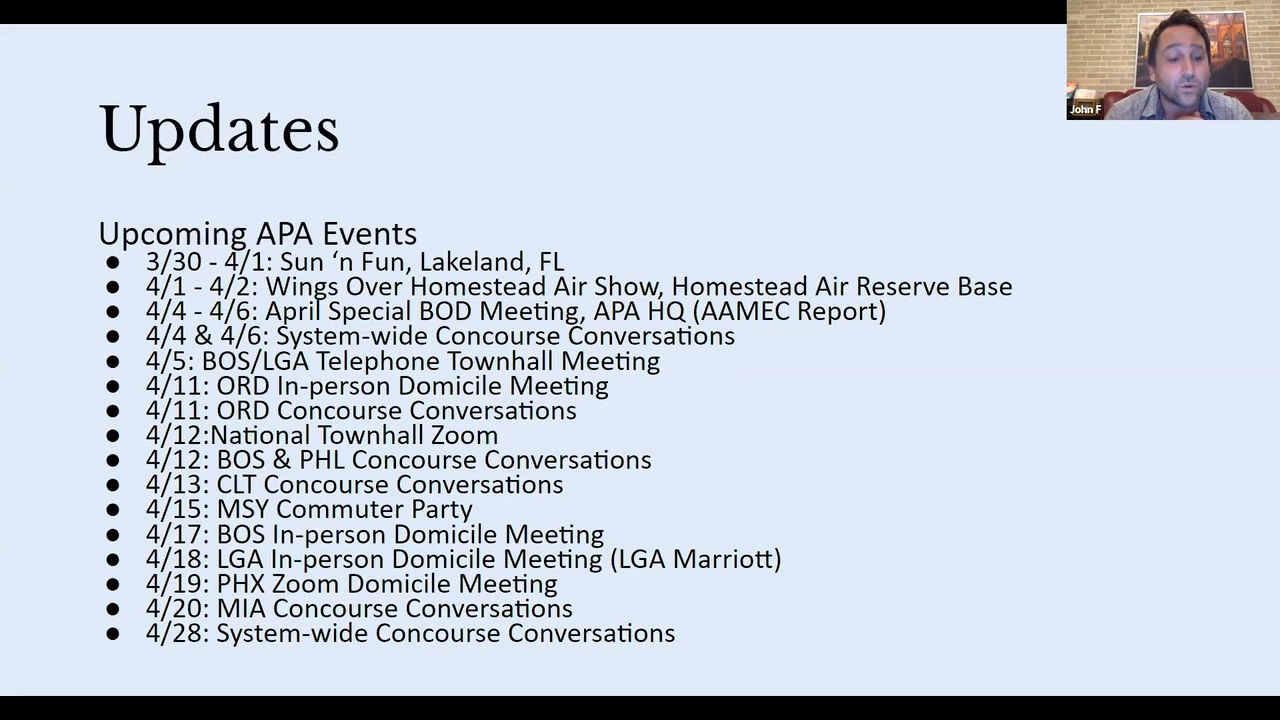 John F
Updates
Upcoming APA Events
● 3/30 - 4/1: Sun ‘n Fun, Lakeland, FL
● 4/1 - 4/2: Wings Over Homestead Air Show, Homestead Air Reserve Base
● 4/4 - 4/6: April Special BOD Meeting, APA HQ (AAMEC Report)
● 4/4 & 4/6: System-wide Concourse Conversations
● 4/5: BOS/LGA Telephone Townhall Meeting
● 4/11: ORD In-person Domicile Meeting
● 4/11: ORD Concourse Conversations
● 4/12:National Townhall Zoom
● 4/12: BOS & PHL Concourse Conversations
● 4/13: CLT Concourse Conversations
● 4/15: MSY Commuter Party
● 4/17: BOS In-person Domicile Meeting
● 4/18: LGA In-person Domicile Meeting (LGA Marriott)
● 4/19: PHX Zoom Domicile Meeting
● 4/20: MIA Concourse Conversations
● 4/28: System-wide Concourse Conversations